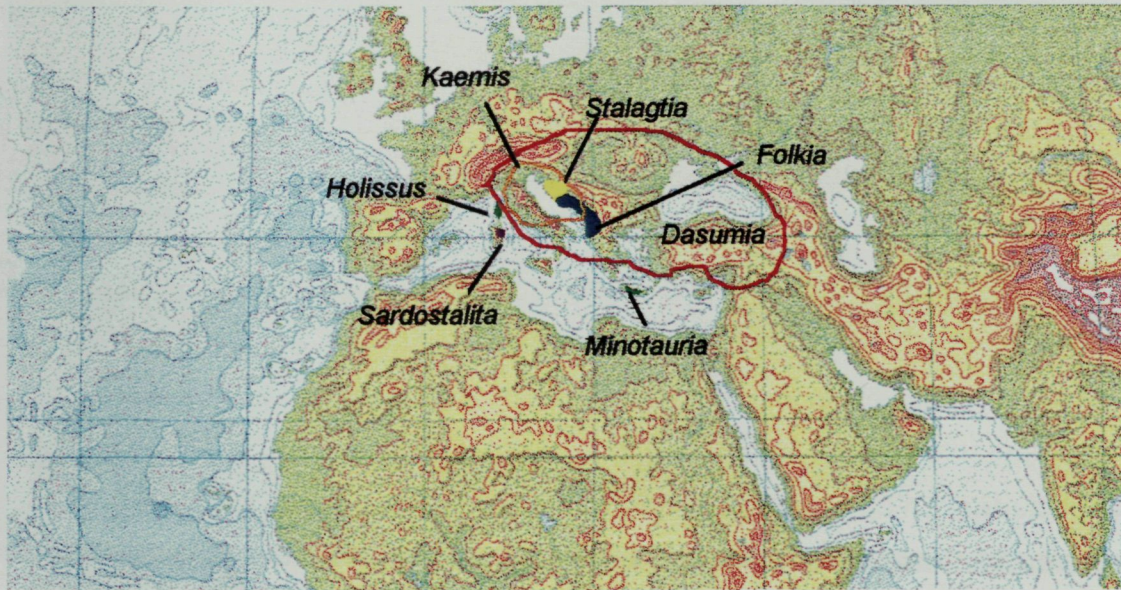 Kaemis
Stalagtia
Folkia
Holissus
Dasumia
Sardostalita
Minotauria